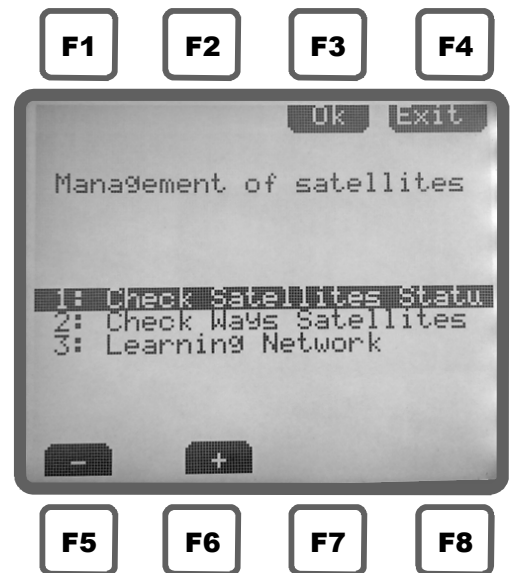 F1 F2 F3 F4
Ok Exit
Management of satellites
1: Check Satellites Statu
2: Check Ways Satellites
3: Learning Network
- +
F5 F6 F7 F8